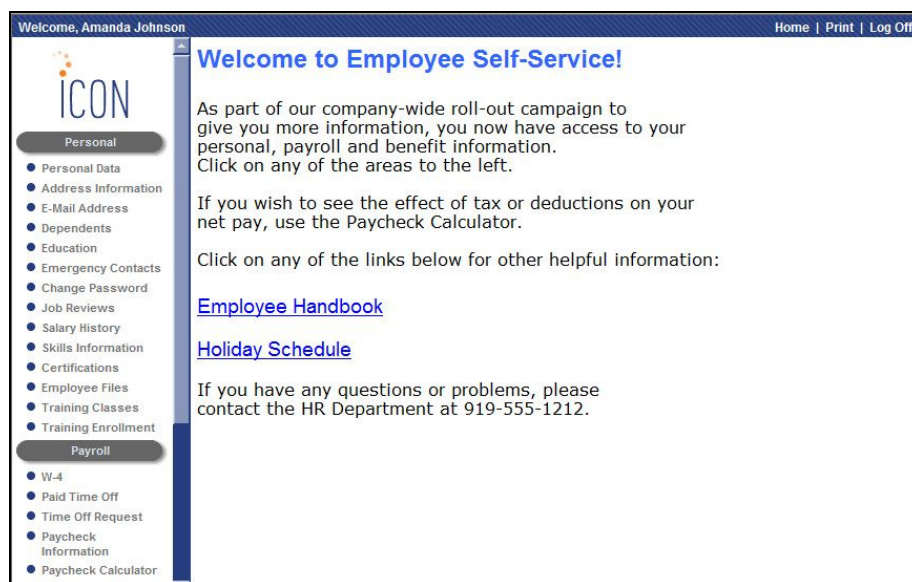 Welcome, Amanda Johnson
Home | Print | Log Off
iCON
Personal
Personal Data
Address Information
E-Mail Address
Dependents
Education
Emergency Contacts
Change Password
Job Reviews
Salary History
Skills Information
Certifications
Employee Files
Training Classes
Training Enrollment
Payroll
W-4
Paid Time Off
Time Off Request
Paycheck
Information
Paycheck Calculator
Welcome to Employee Self-Service!
As part of our company-wide roll-out campaign to
give you more information, you now have access to your
personal, payroll and benefit information.
Click on any of the areas to the left.
If you wish to see the effect of tax or deductions on your
net pay, use the Paycheck Calculator.
Click on any of the links below for other helpful information:
Employee Handbook
Holiday Schedule
If you have any questions or problems, please
contact the HR Department at 919-555-1212.